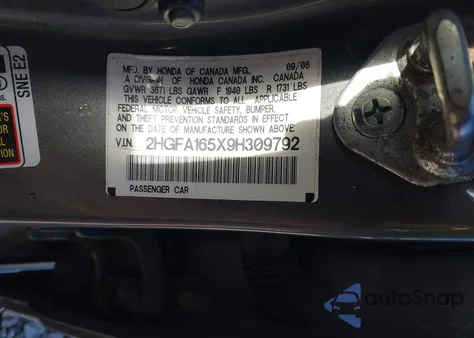 SNE E2
MFD. BY HONDA OF CANADA MFG. 09/08
A DIVISION OF HONDA CANADA INC. CANADA
GVWR 3671 LBS GAWR F 1940 LBS R 1731 LBS
THIS VEHICLE CONFORMS TO ALL APPLICABLE
FEDERAL MOTOR VEHICLE SAFETY, BUMPER,
AND THEFT PREVENTION STANDARDS IN EFFECT
ON THE DATE OF MANUFACTURE SHOWN ABOVE.
V.I.N. 2HGFA165X9H309792
PASSENGER CAR
autoSnap